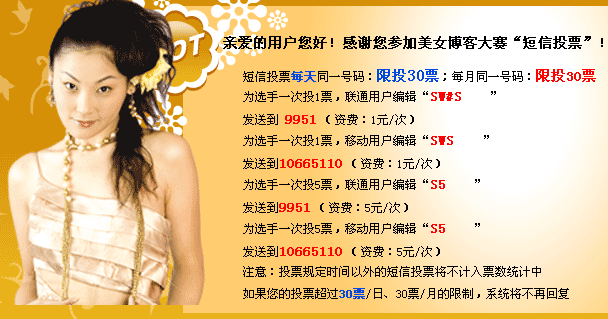 OT
亲爱的用户您好！感谢您参加美女博客大赛“短信投票”！
短信投票每天同一号码：限投30票；每月同一号码：限投30票
为选手一次投1票，联通用户编辑“SW#S ”
发送到 9951 （ 资费：1元/次 ）
为选手一次投1票，移动用户编辑“SWS ”
发送到10665110 （ 资费：1元/次 ）
为选手一次投5票，联通用户编辑“S5 ”
发送到9951 （ 资费：5元/次 ）
为选手一次投5票，移动用户编辑“S5 ”
发送到10665110 （ 资费：5元/次 ）
注意：投票规定时间以外的短信投票将不计入票数统计中
如果您的投票超过30票/日、30票/月的限制，系统将不再回复